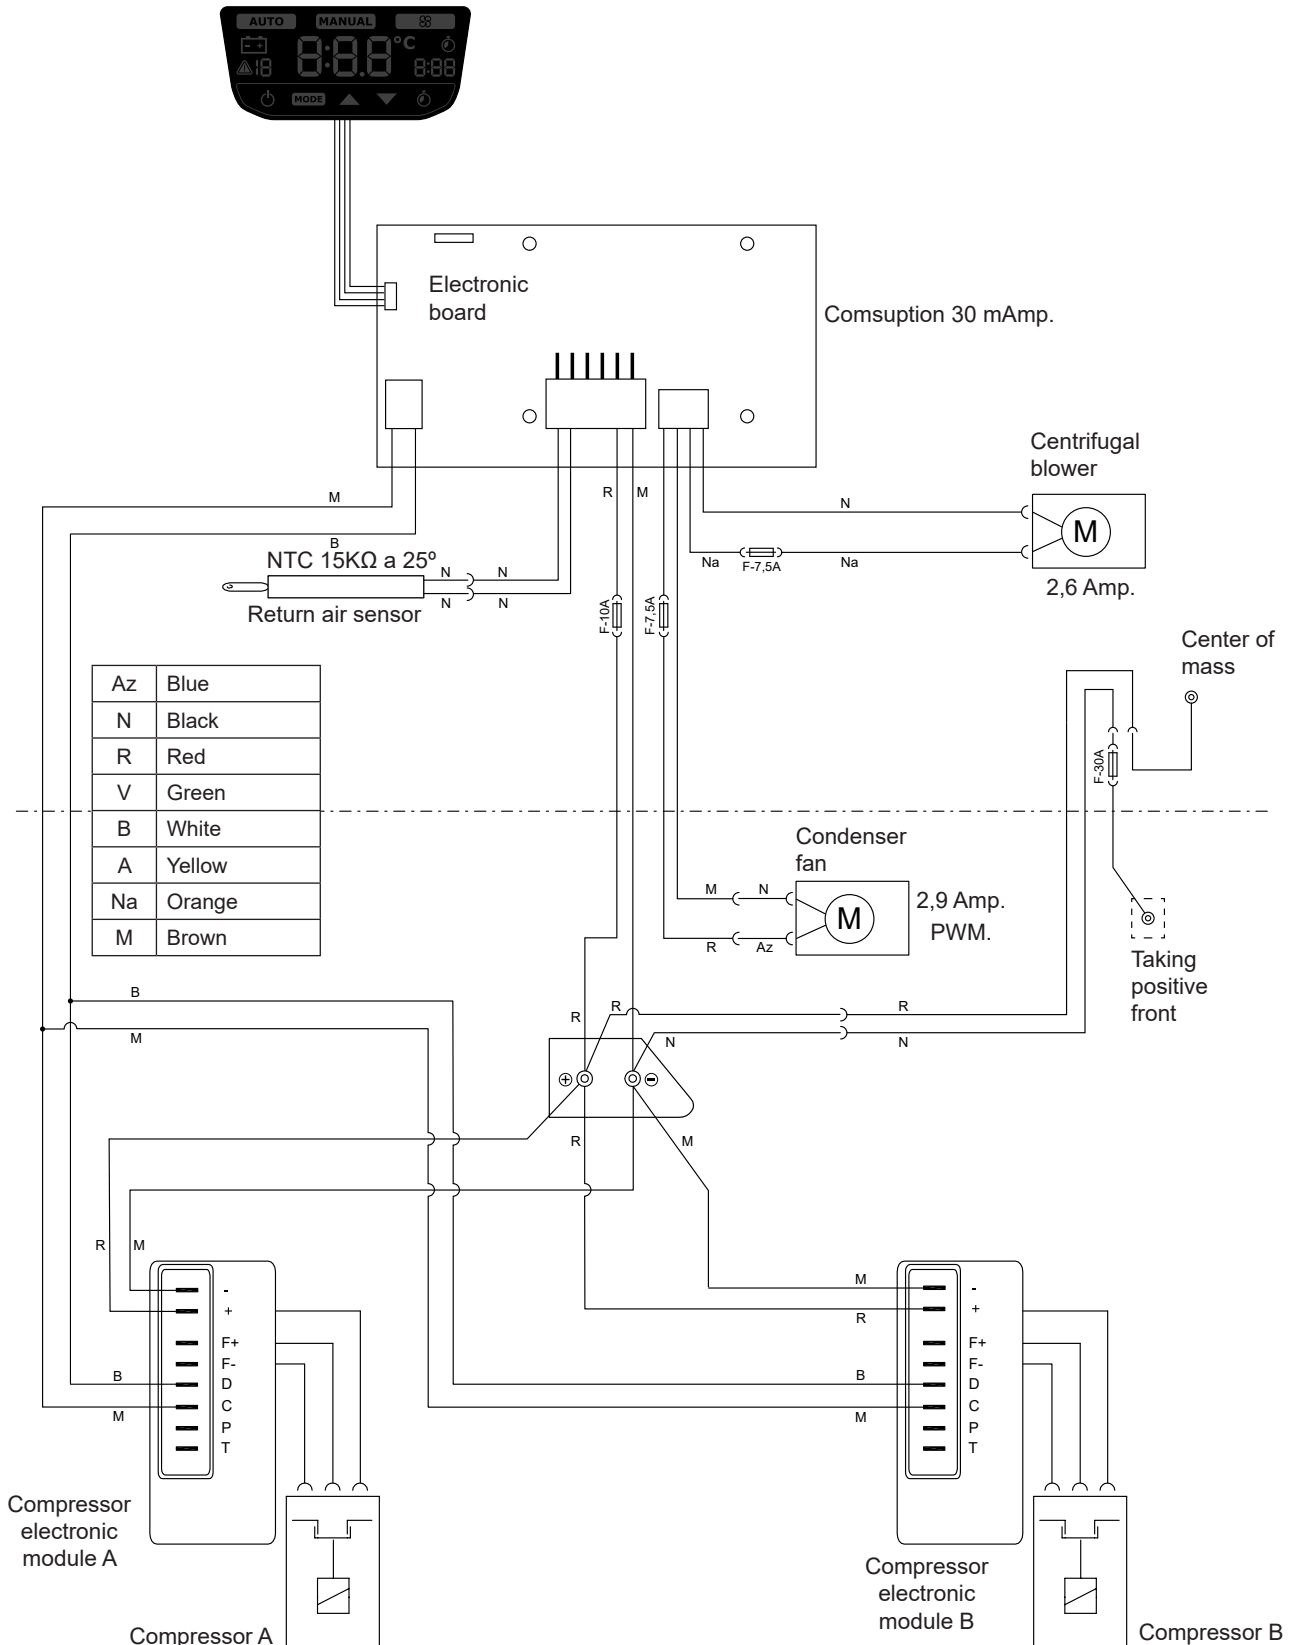 AUTO MANUAL
8:8.8 °C
18 8:88
MODE
Electronic
board
Comsuption 30 mAmp.
Centrifugal
blower
M
2,6 Amp.
M
B
R
M
N
Na
F-7,5A
Na
NTC 15KΩ a 25º
N
N
N
N
Return air sensor
F-10A
F-7,5A
Center of
mass
F-30A
Az Blue
N Black
R Red
V Green
B White
A Yellow
Na Orange
M Brown
Condenser
fan
M
N
R
Az
M
2,9 Amp.
PWM.
Taking
positive
front
B
M
R
R
R
N
N
+
-
R
M
R
M
M
R
-
+
F+
F-
D
C
P
T
B
M
-
+
F+
F-
D
C
P
T
B
M
Compressor
electronic
module A
Compressor A
Compressor
electronic
module B
Compressor B